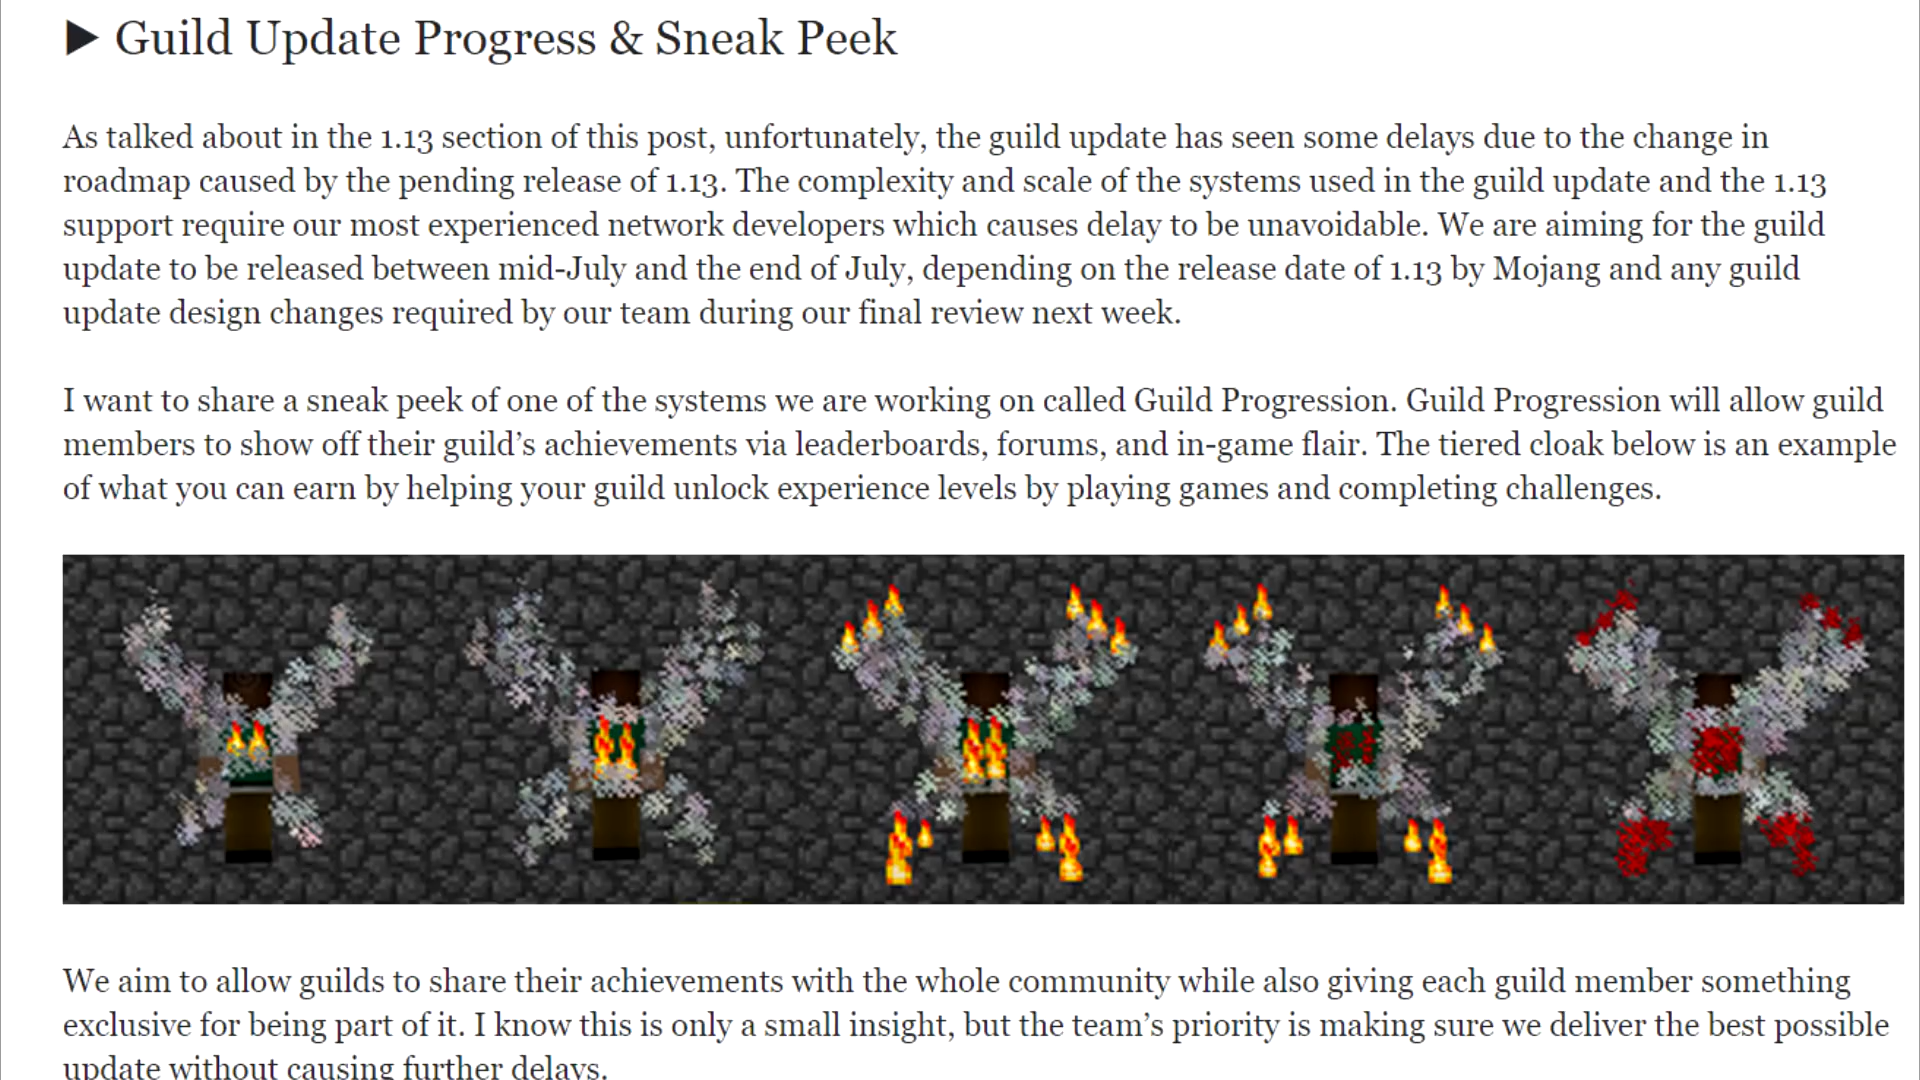 ▶ Guild Update Progress & Sneak Peek
As talked about in the 1.13 section of this post, unfortunately, the guild update has seen some delays due to the change in
roadmap caused by the pending release of 1.13. The complexity and scale of the systems used in the guild update and the 1.13
support require our most experienced network developers which causes delay to be unavoidable. We are aiming for the guild
update to be released between mid-July and the end of July, depending on the release date of 1.13 by Mojang and any guild
update design changes required by our team during our final review next week.
I want to share a sneak peek of one of the systems we are working on called Guild Progression. Guild Progression will allow guild
members to show off their guild’s achievements via leaderboards, forums, and in-game flair. The tiered cloak below is an example
of what you can earn by helping your guild unlock experience levels by playing games and completing challenges.
We aim to allow guilds to share their achievements with the whole community while also giving each guild member something
exclusive for being part of it. I know this is only a small insight, but the team’s priority is making sure we deliver the best possible
update without causing further delays.